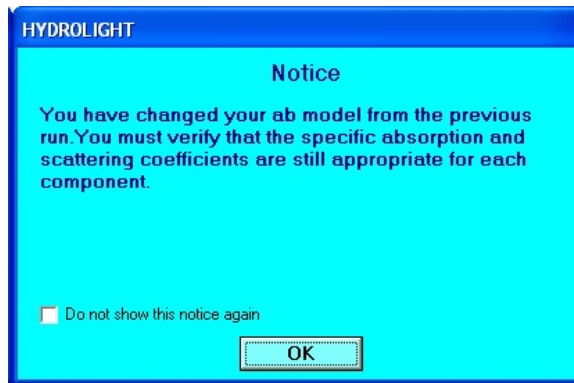 HYDROLIGHT
Notice
You have changed your ab model from the previous
run.You must verify that the specific absorption and
scattering coefficients are still appropriate for each
component.
Do not show this notice again
OK